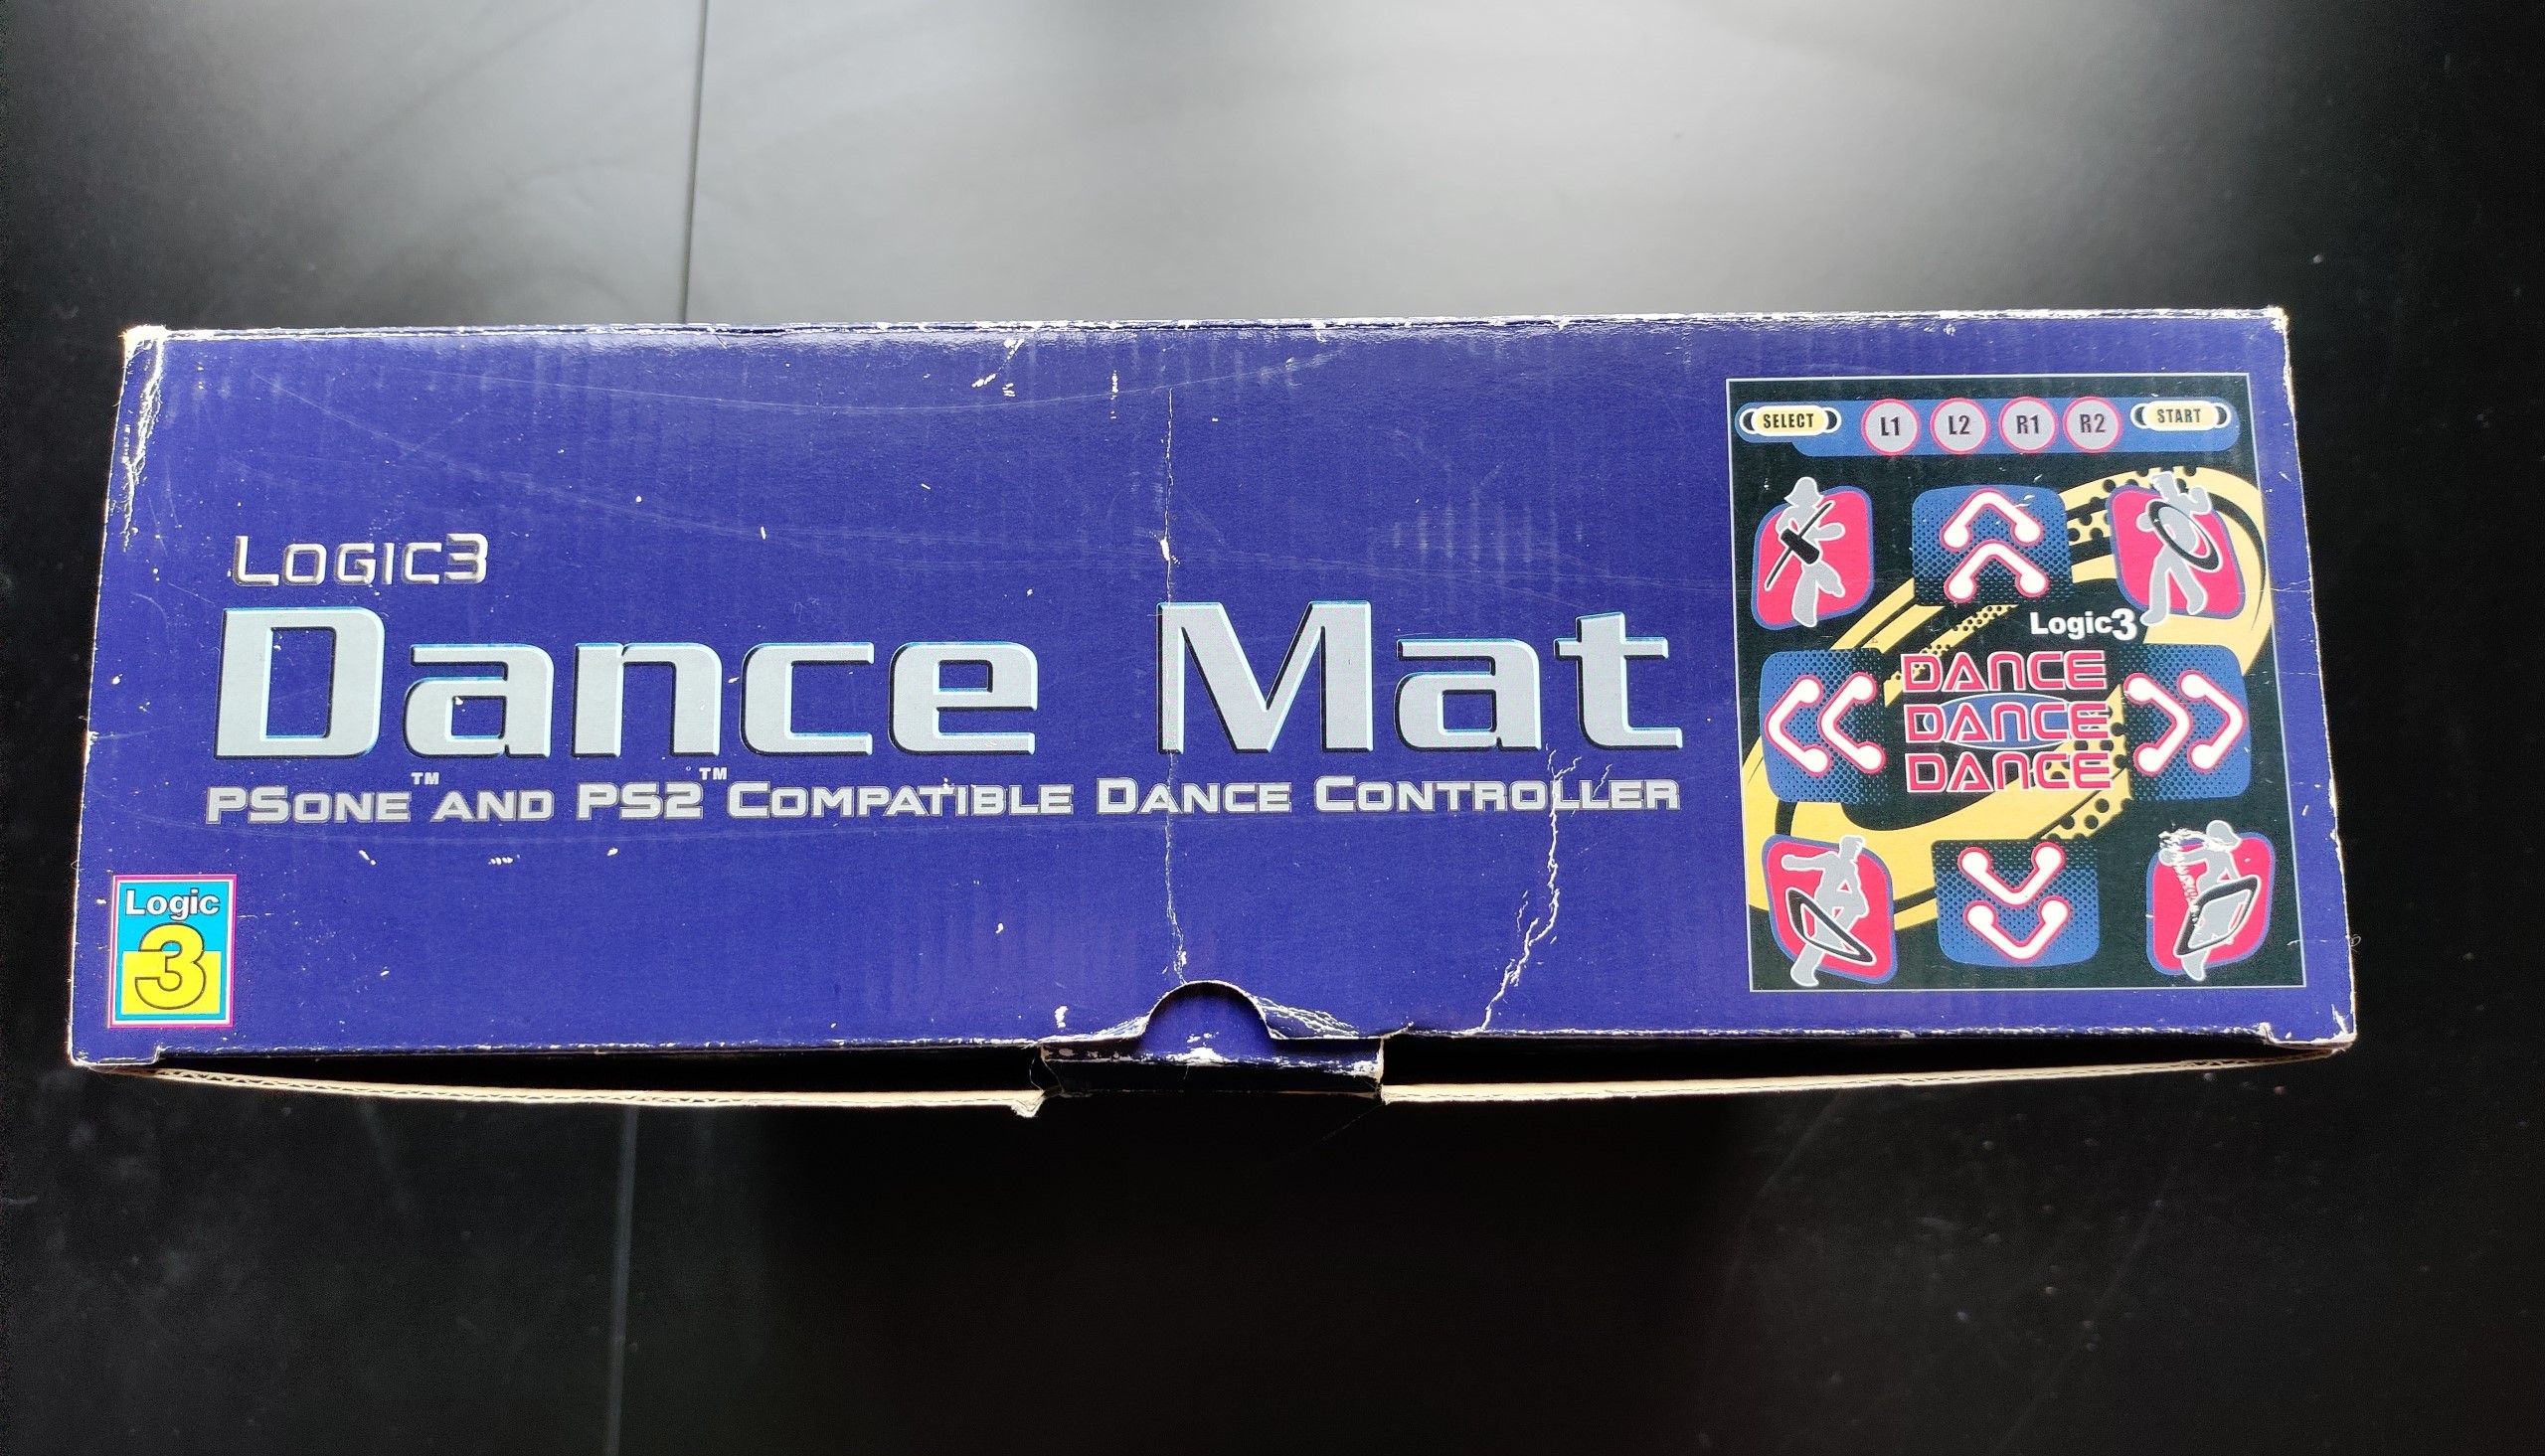 LOGIC3
Dance Mat
PSONE™ AND PS2™ COMPATIBLE DANCE CONTROLLER
Logic
3
SELECT L1 L2 R1 R2 START
Logic3
DANCE
DANCE
DANCE